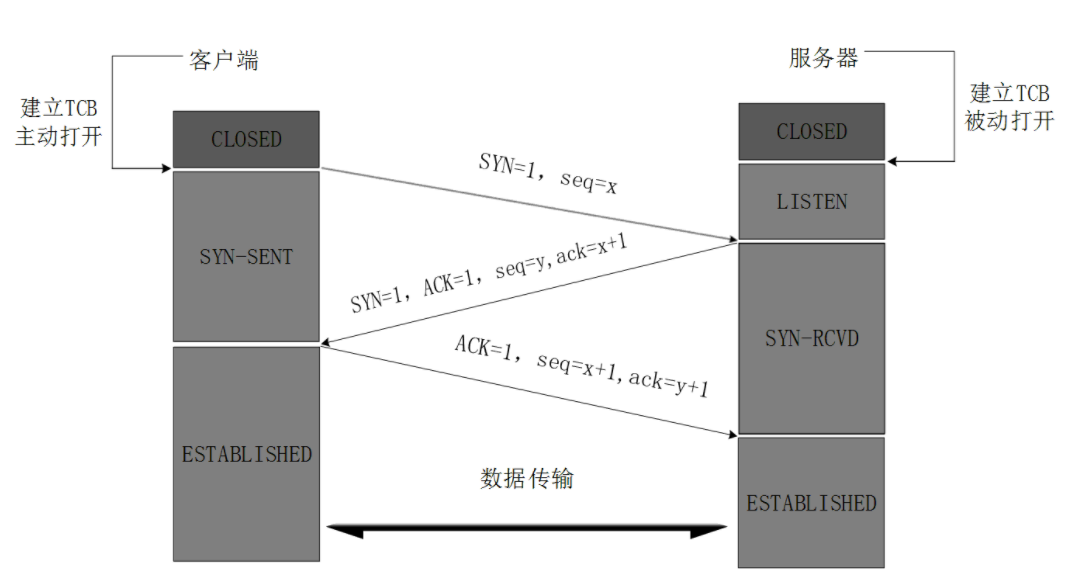 客户端
服务器
建立TCB
主动打开
建立TCB
被动打开
CLOSED
CLOSED
SYN=1, seq=x
LISTEN
SYN-SENT
SYN=1, ACK=1, seq=y,ack=x+1
SYN-RCVD
ACK=1, seq=x+1,ack=y+1
ESTABLISHED
数据传输
ESTABLISHED